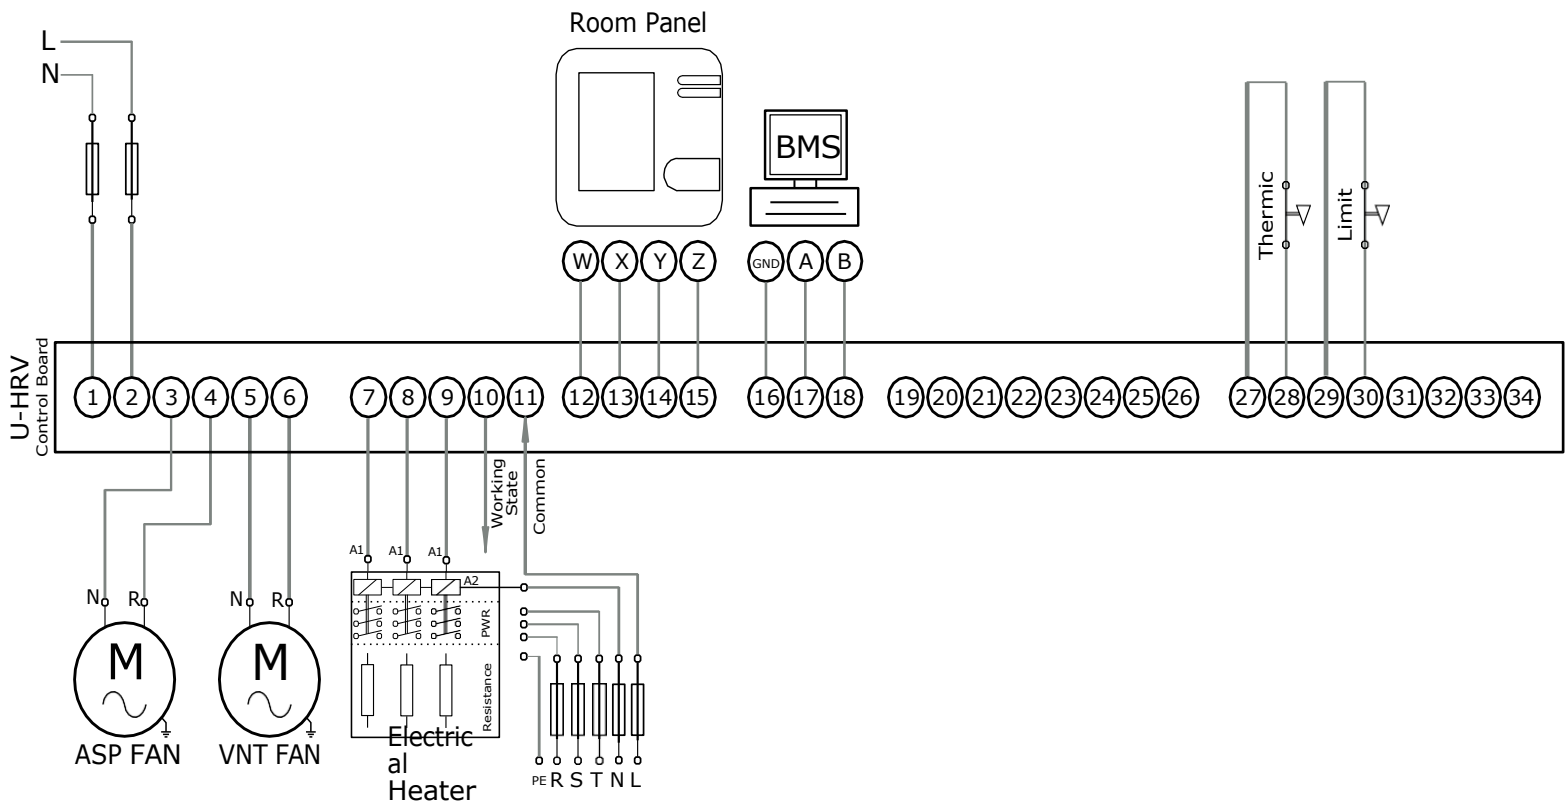 Room Panel
L
N
BMS
Thermic
Limit
W X Y Z
GND A B
U-HRV
Control Board
1 2 3 4 5 6 7 8 9 10 11 12 13 14 15 16 17 18 19 20 21 22 23 24 25 26 27 28 29 30 31 32 33 34
Working
State
Common
A1 A1 A1
A2
N R N R
PWR
M M
Resistance
ASP FAN VNT FAN
Electric
al
Heater
PE R S T N L